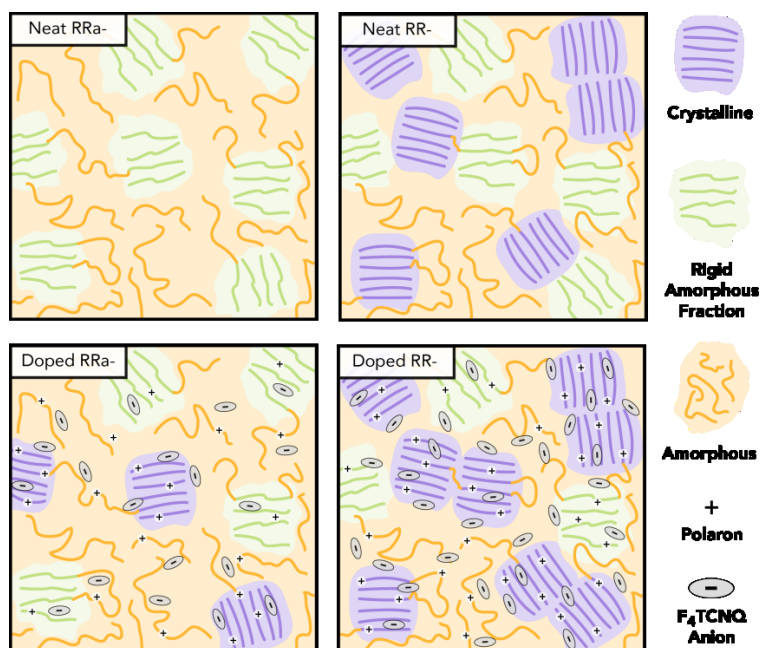 Neat RRa-
Neat RR-
Crystalline
Rigid
Amorphous
Fraction
Doped RRa-
Doped RR-
Amorphous
+
Polaron
F₄TCNQ
Anion